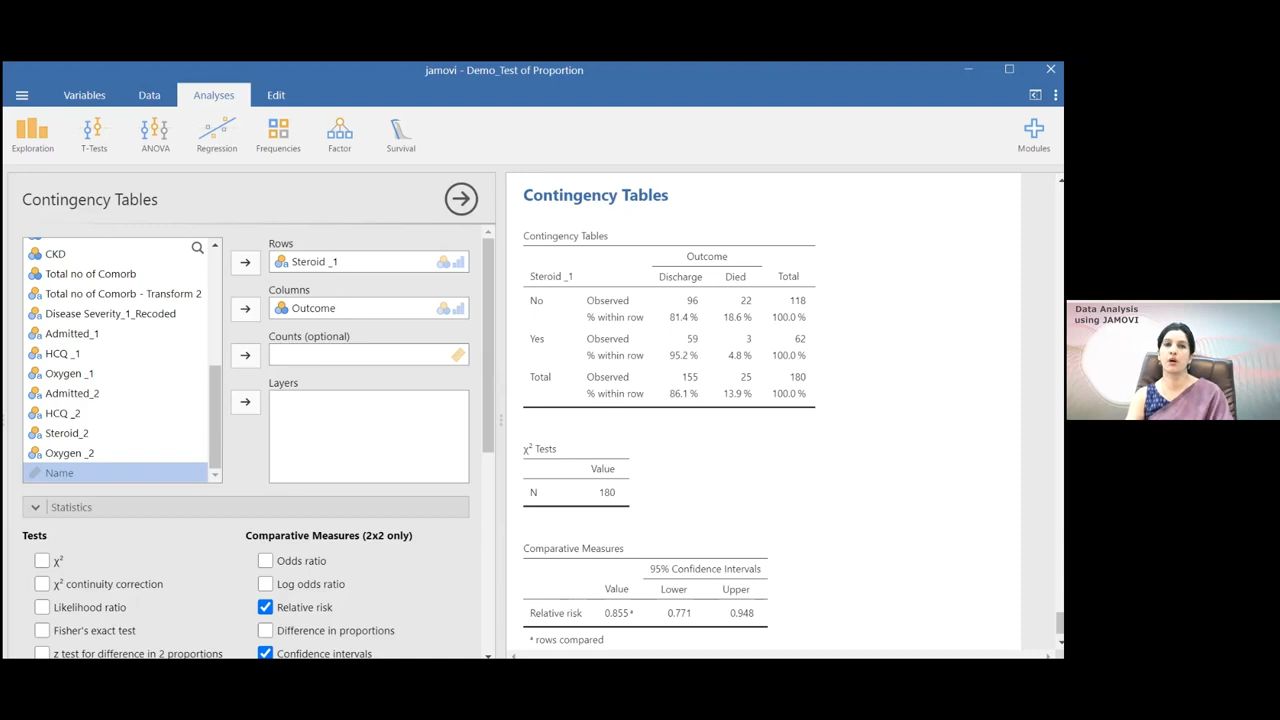 jamovi - Demo_Test of Proportion
Variables Data Analyses Edit
Exploration T-Tests ANOVA Regression Frequencies Factor Survival Modules
Contingency Tables
CKD
Total no of Comorb
Total no of Comorb - Transform 2
Disease Severity_1_Recoded
Admitted_1
HCQ _1
Oxygen _1
Admitted_2
HCQ _2
Steroid_2
Oxygen _2
Name
Rows
Steroid _1
Columns
Outcome
Counts (optional)
Layers
Statistics
Tests
χ²
χ² continuity correction
Likelihood ratio
Fisher's exact test
z test for difference in 2 proportions
Comparative Measures (2x2 only)
Odds ratio
Log odds ratio
Relative risk
Difference in proportions
Confidence intervals
Contingency Tables
Contingency Tables
Outcome
Steroid _1 Discharge Died Total
No Observed 96 22 118
% within row 81.4 % 18.6 % 100.0 %
Yes Observed 59 3 62
% within row 95.2 % 4.8 % 100.0 %
Total Observed 155 25 180
% within row 86.1 % 13.9 % 100.0 %
χ² Tests
Value
N 180
Comparative Measures
95% Confidence Intervals
Value Lower Upper
Relative risk 0.855 ᵃ 0.771 0.948
ᵃ rows compared
Data Analysis
using JAMOVI